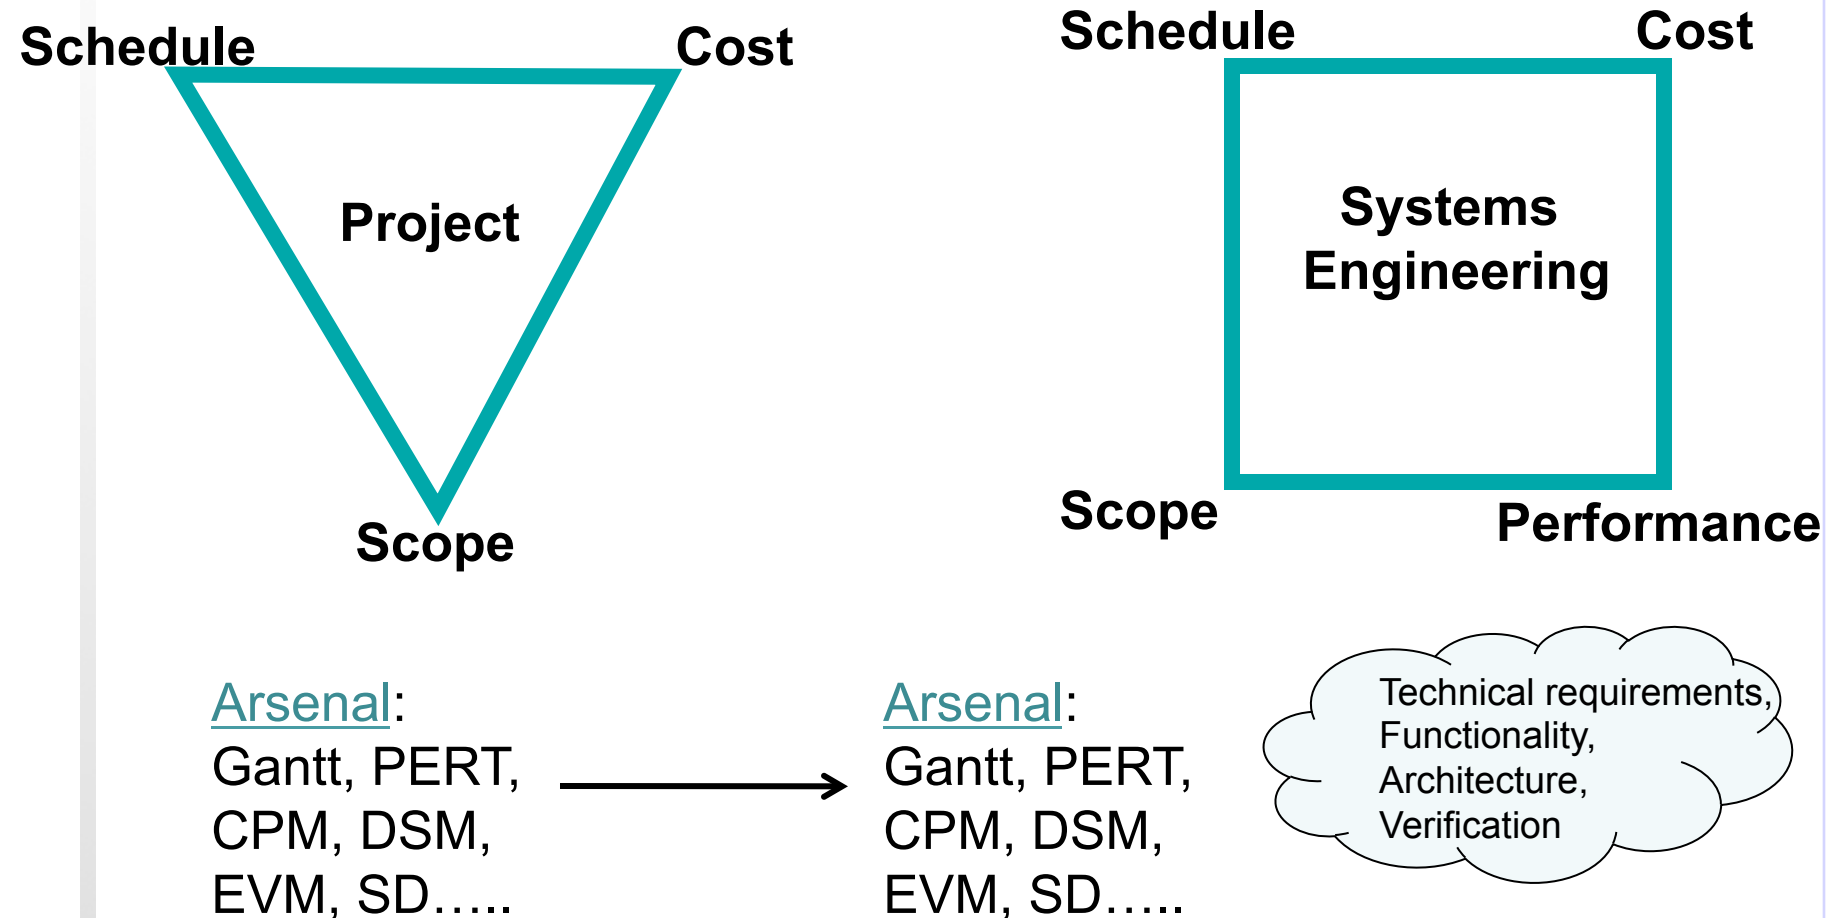 Schedule
Cost
Project
Scope
Schedule
Cost
Systems
Engineering
Scope
Performance
Arsenal:
Gantt, PERT,
CPM, DSM,
EVM, SD…..
Arsenal:
Gantt, PERT,
CPM, DSM,
EVM, SD…..
Technical requirements,
Functionality,
Architecture,
Verification